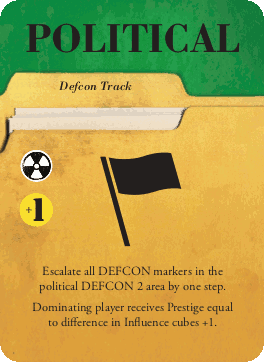 POLITICAL
Defcon Track
+1
Escalate all DEFCON markers in the
political DEFCON 2 area by one step.
Dominating player receives Prestige equal
to difference in Influence cubes +1.